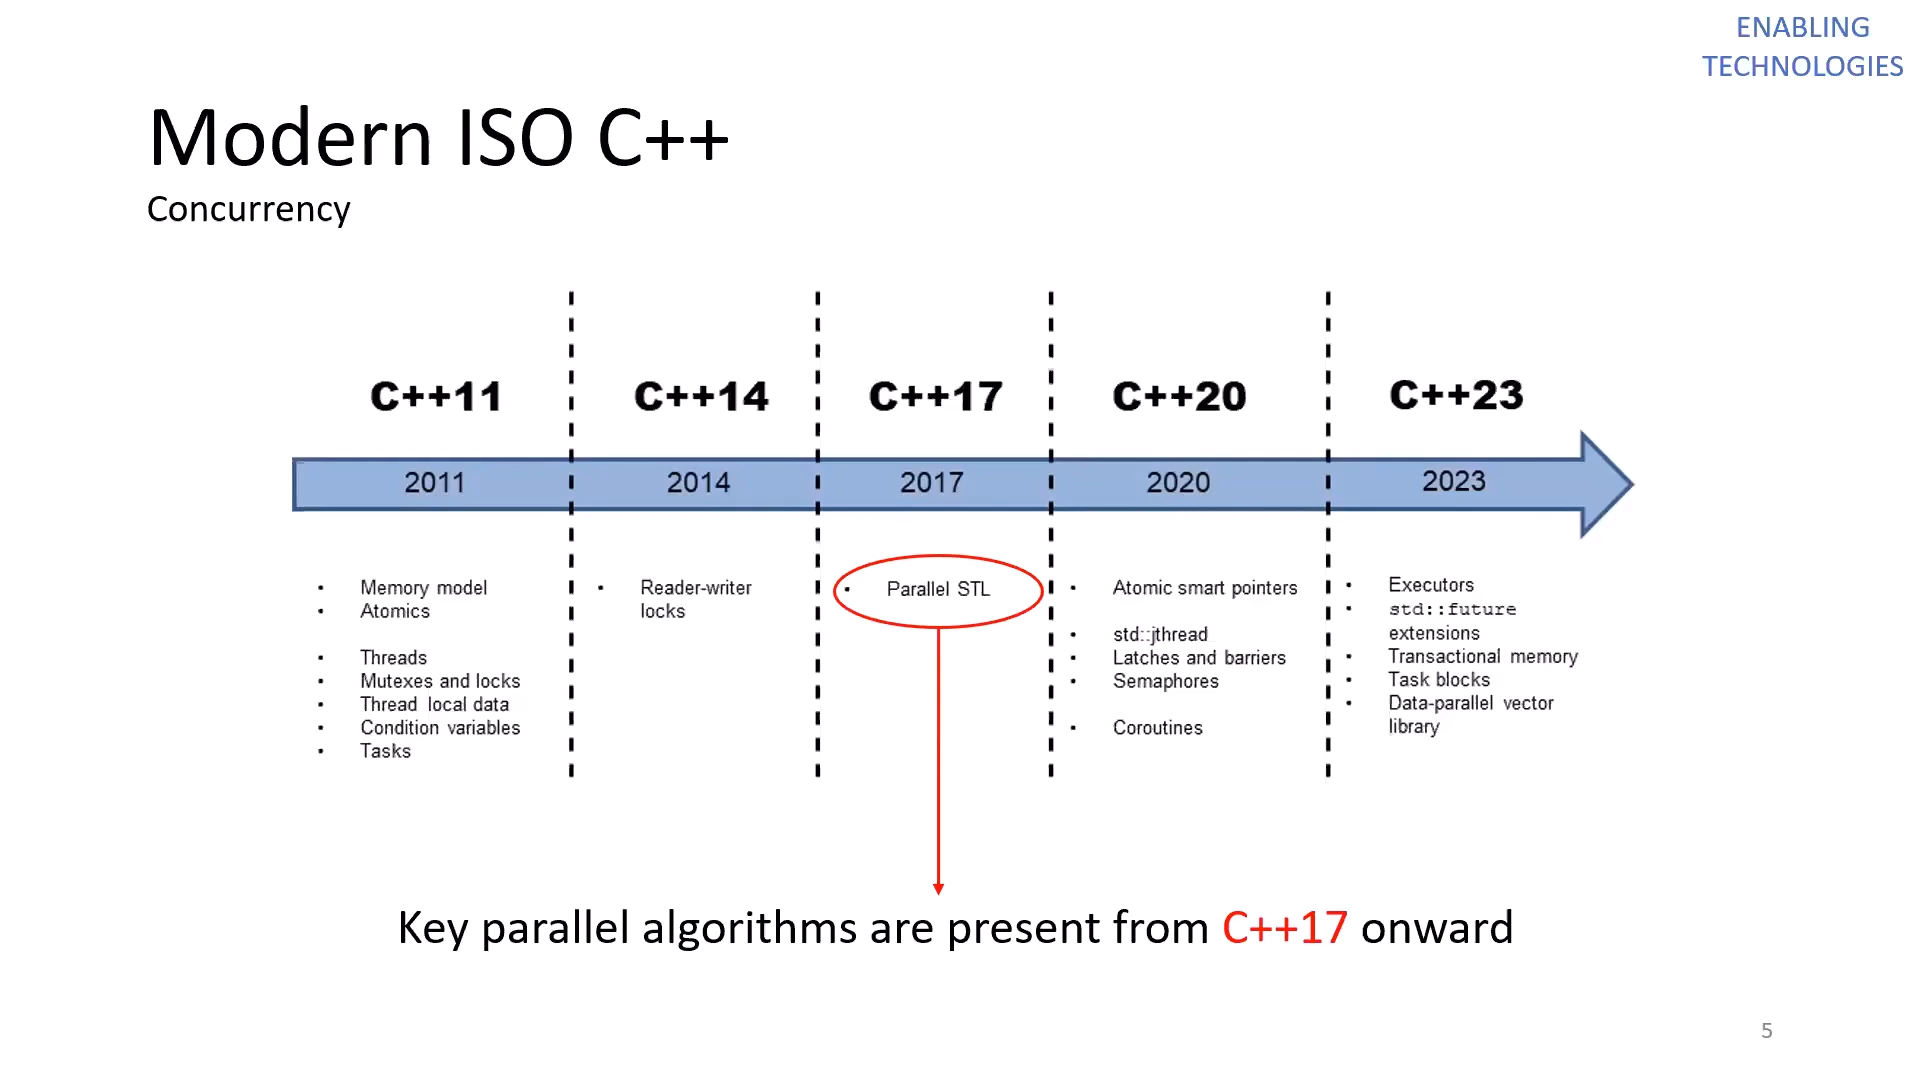 ENABLING
TECHNOLOGIES
Modern ISO C++
Concurrency
C++11
C++14
C++17
C++20
C++23
2011
2014
2017
2020
2023
• Memory model
• Atomics
• Threads
• Mutexes and locks
• Thread local data
• Condition variables
• Tasks
• Reader-writer
locks
• Parallel STL
• Atomic smart pointers
• std::jthread
• Latches and barriers
• Semaphores
• Coroutines
• Executors
• std::future
extensions
• Transactional memory
• Task blocks
• Data-parallel vector
library
Key parallel algorithms are present from C++17 onward
5